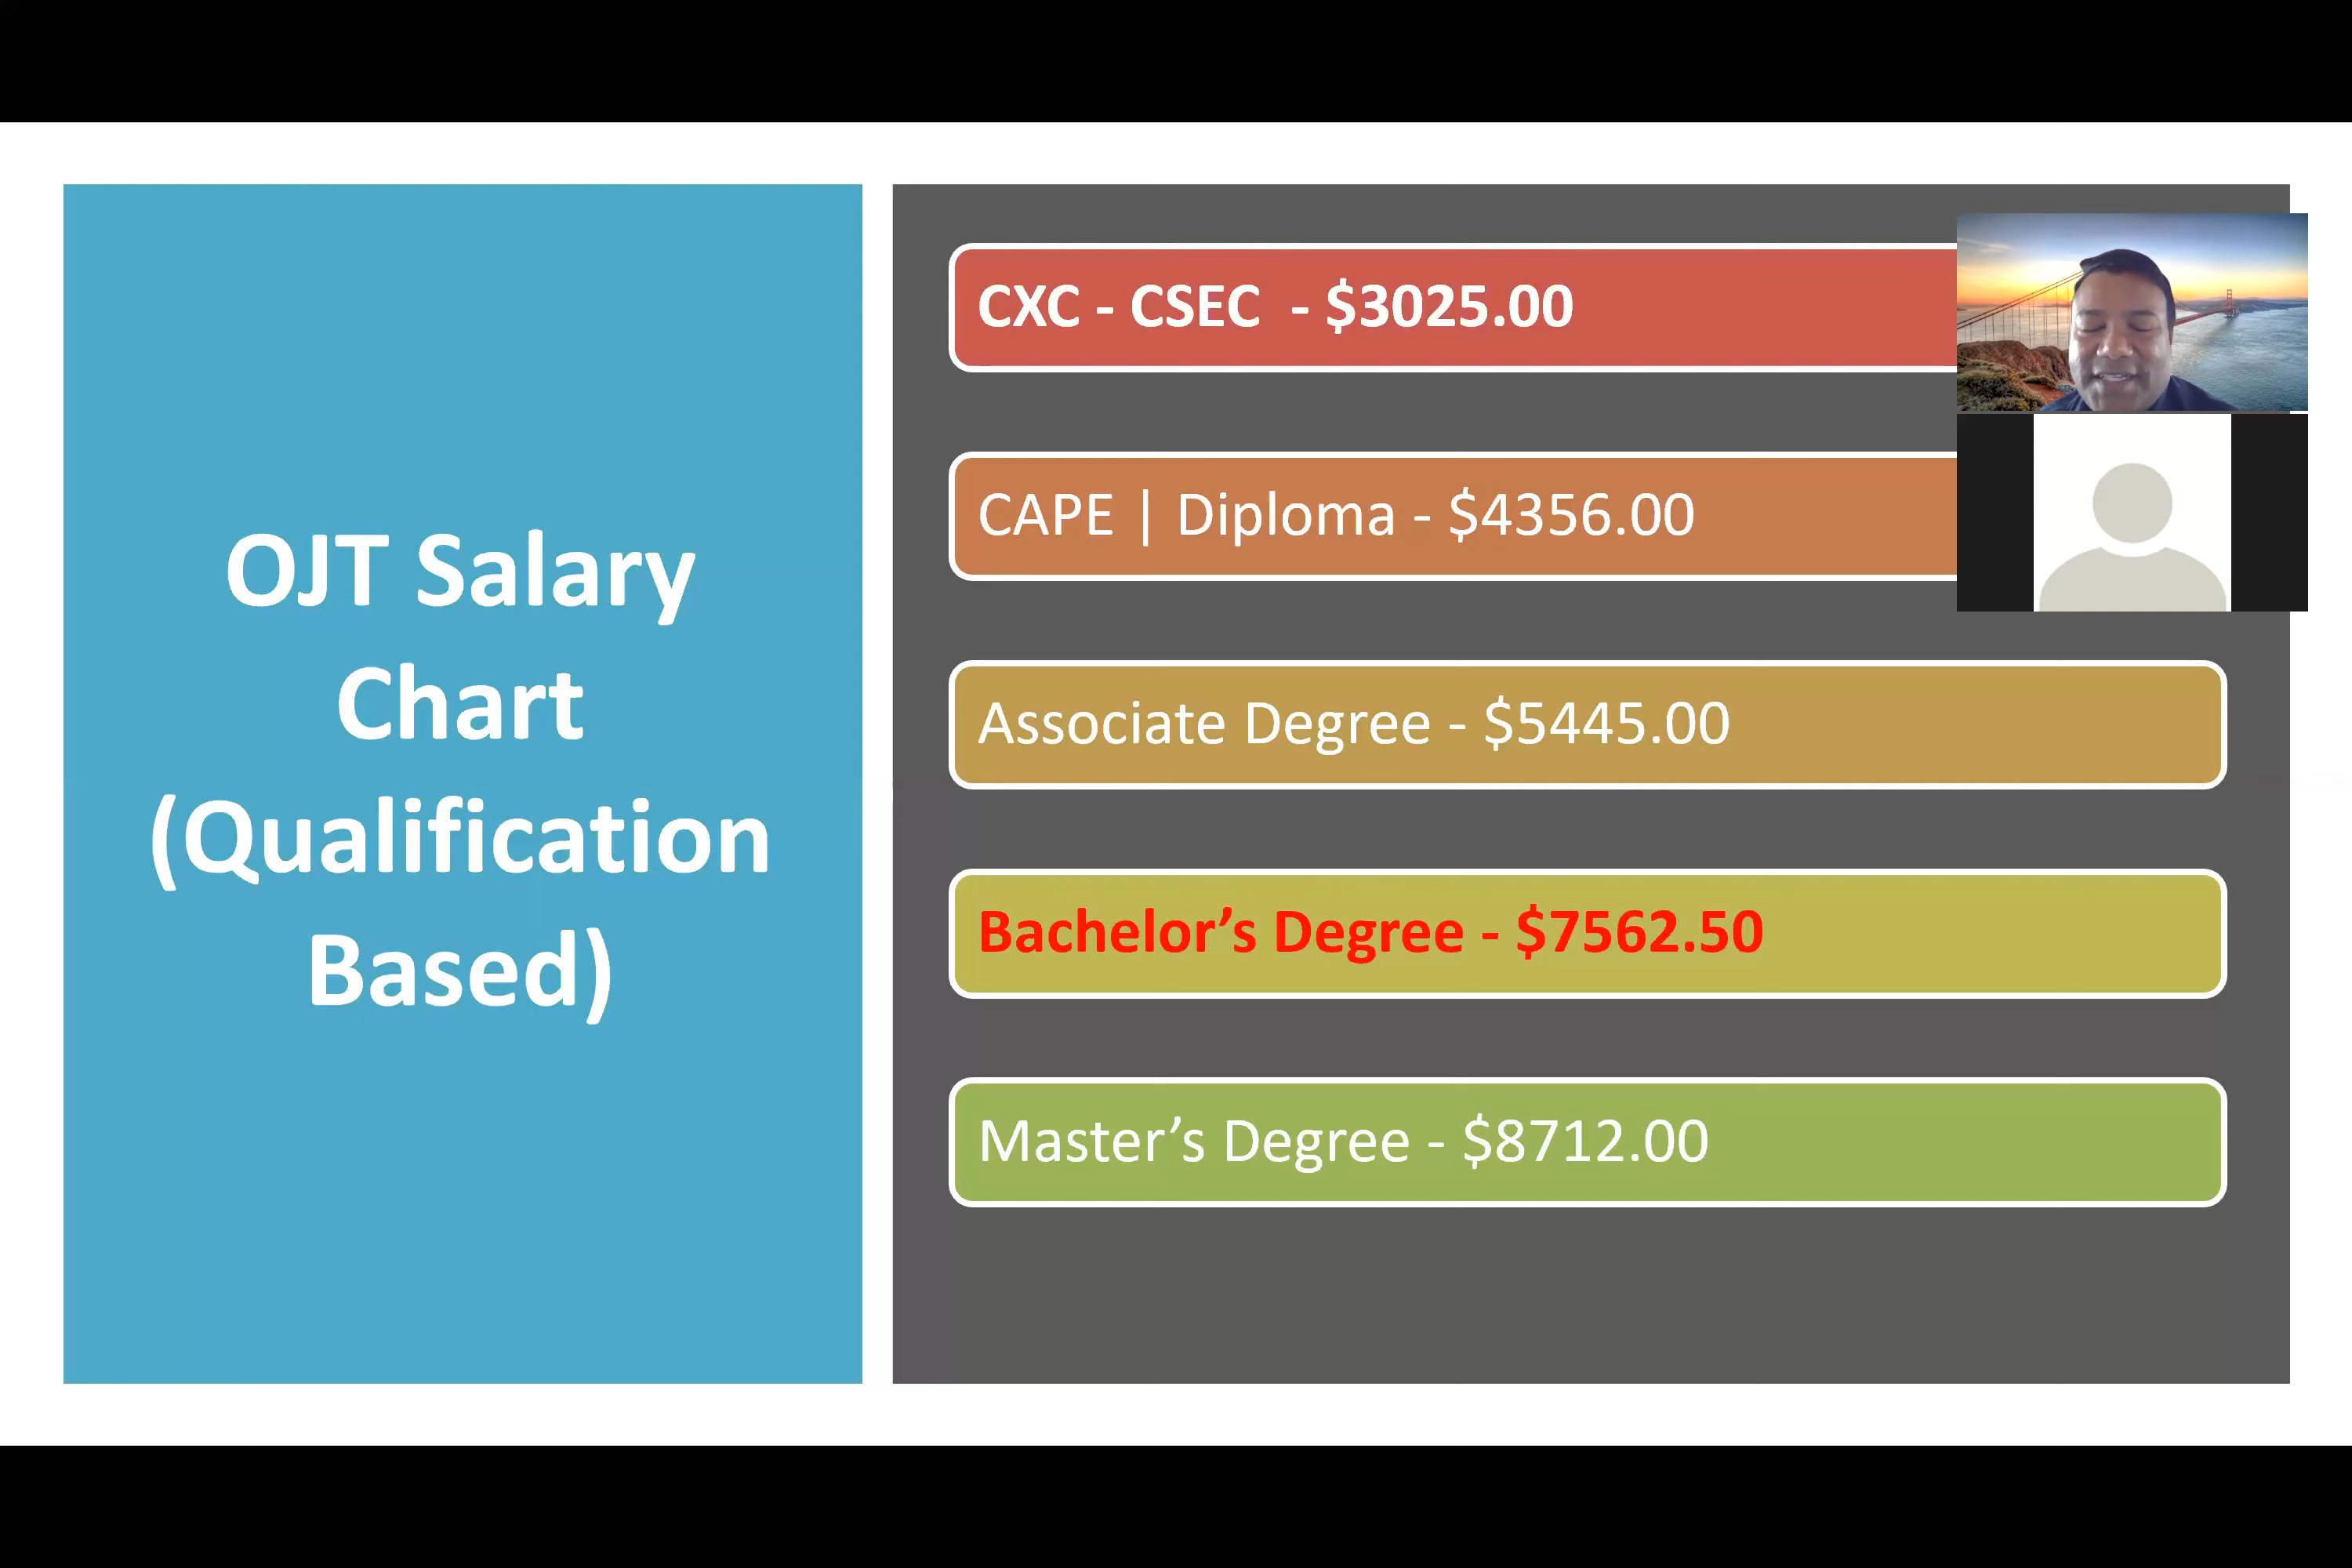 OJT Salary
Chart
(Qualification
Based)
CXC - CSEC - $3025.00
CAPE | Diploma - $4356.00
Associate Degree - $5445.00
Bachelor’s Degree - $7562.50
Master’s Degree - $8712.00